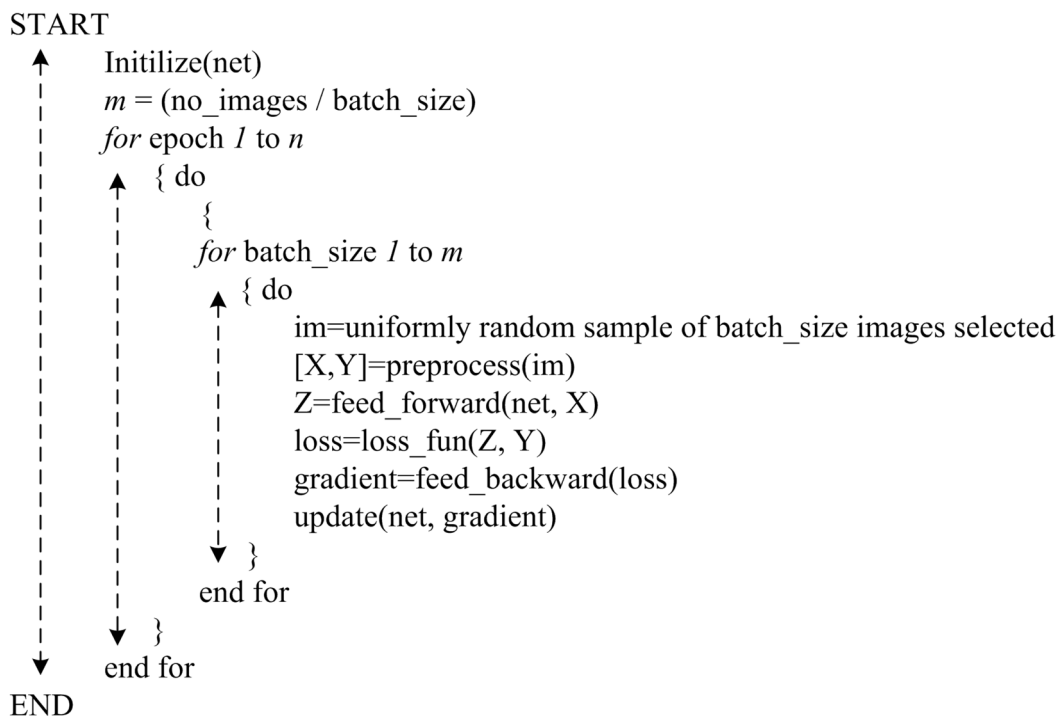 START
Initilize(net)
m = (no_images / batch_size)
for epoch 1 to n
{ do
{
for batch_size 1 to m
{ do
im=uniformly random sample of batch_size images selected
[X,Y]=preprocess(im)
Z=feed_forward(net, X)
loss=loss_fun(Z, Y)
gradient=feed_backward(loss)
update(net, gradient)
}
end for
}
end for
END